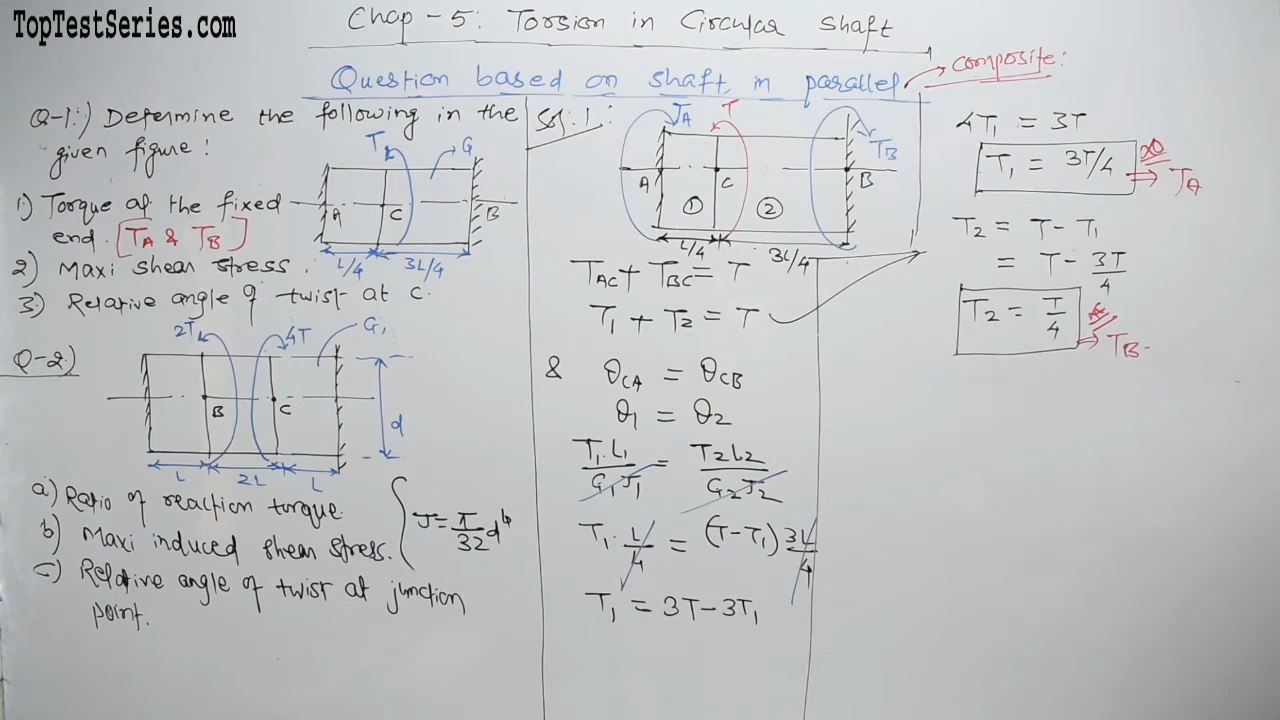 TopTestSeries.com
Chap - 5: Torsion in Circular shaft
Question based on shaft in parallel
composite:
Q-1:) Determine the following in the
given figure:
T
G
A
C
B
L/4
3L/4
1:) Torque of the fixed
end. [TA & TB]
2) Maxi shear stress.
3:) Relative angle of twist at C.
Q-2)
2T
4T
G,
B
C
d
L
2L
L
a) Ratio of reaction torque.
b) Maxi induced shear stress.
c) Relative angle of twist at junction
point.
J = π/32 d⁴
Sol: 1:
TA
T
TB
A
C
B
①
②
L/4
3L/4
TAC + TBC = T
T1 + T2 = T
& θCA = θCB
θ1 = θ2
T1.L1/G1J1 = T2L2/G2J2
T1. L/4 = (T-T1) 3L/4
T1 = 3T-3T1
4T1 = 3T
T1 = 3T/4 ⇒ TA
T2 = T - T1
= T - 3T/4
T2 = T/4 ⇒ TB